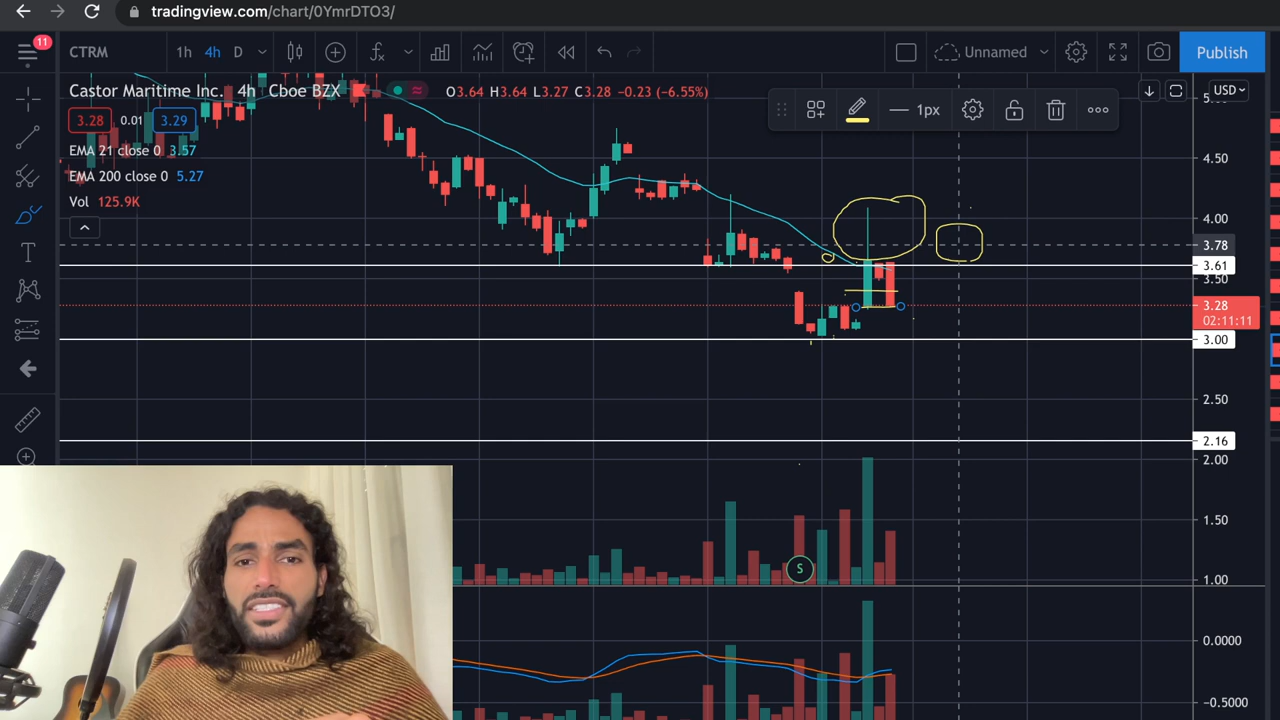 tradingview.com/chart/0YmrDTO3/
11
CTRM 1h 4h D Unnamed Publish
Castor Maritime Inc. 4h Cboe BZX O3.64 H3.64 L3.27 C3.28 −0.23 (−6.55%)
USD
5.00
1px
3.28 0.01 3.29
EMA 21 close 0 3.57
4.50
EMA 200 close 0 5.27
Vol 125.9K
4.00
3.78
3.61
3.50
3.28
02:11:11
3.00
2.50
2.16
2.00
1.50
S
1.00
0.0000
−0.5000